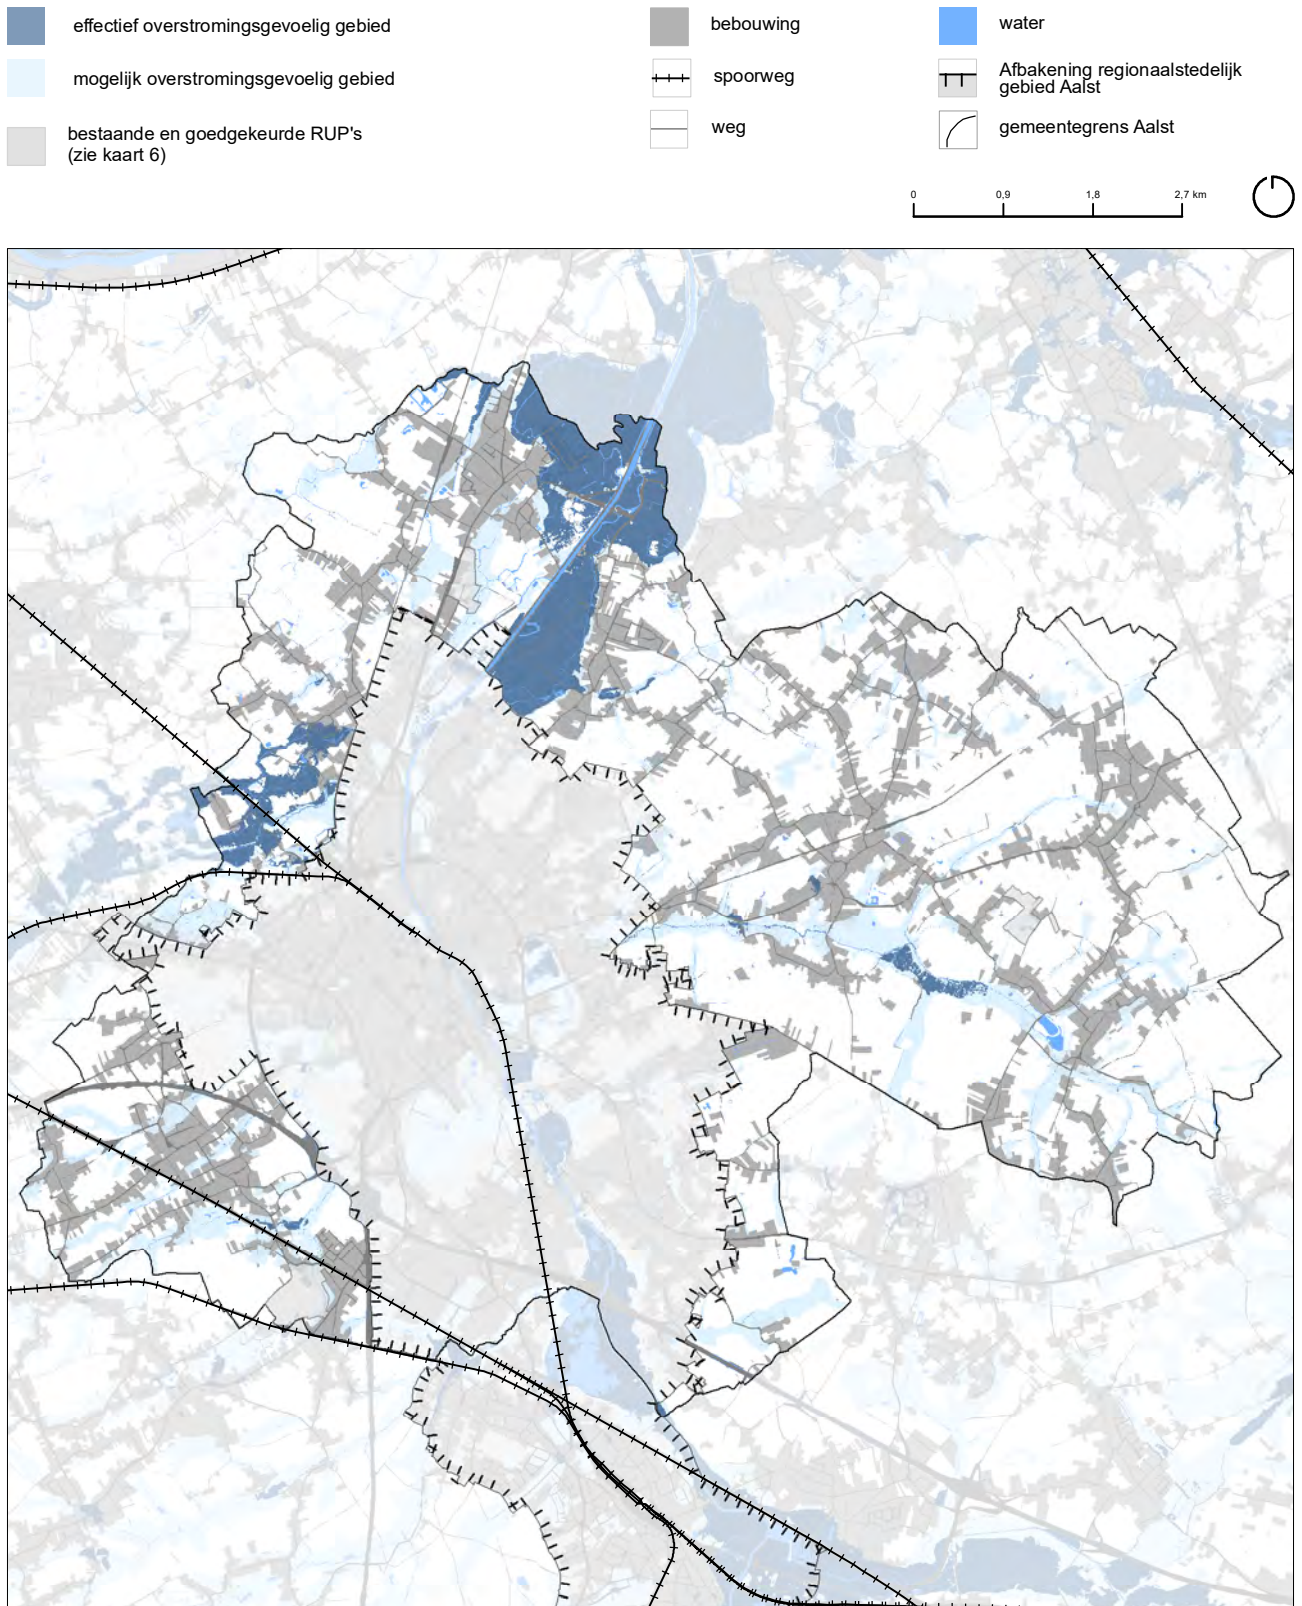 effectief overstromingsgevoelig gebied
mogelijk overstromingsgevoelig gebied
bestaande en goedgekeurde RUP's
(zie kaart 6)
bebouwing
spoorweg
weg
water
Afbakening regionaalstedelijk
gebied Aalst
gemeentegrens Aalst
0 0,9 1,8 2,7 km